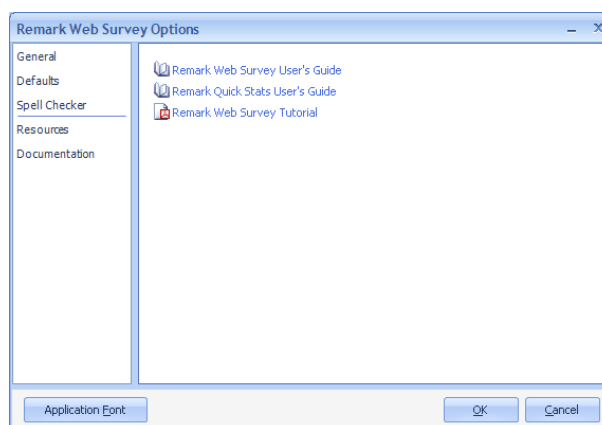 Remark Web Survey Options
General
Defaults
Spell Checker
Resources
Documentation
Remark Web Survey User's Guide
Remark Quick Stats User's Guide
Remark Web Survey Tutorial
Application Font
OK
Cancel